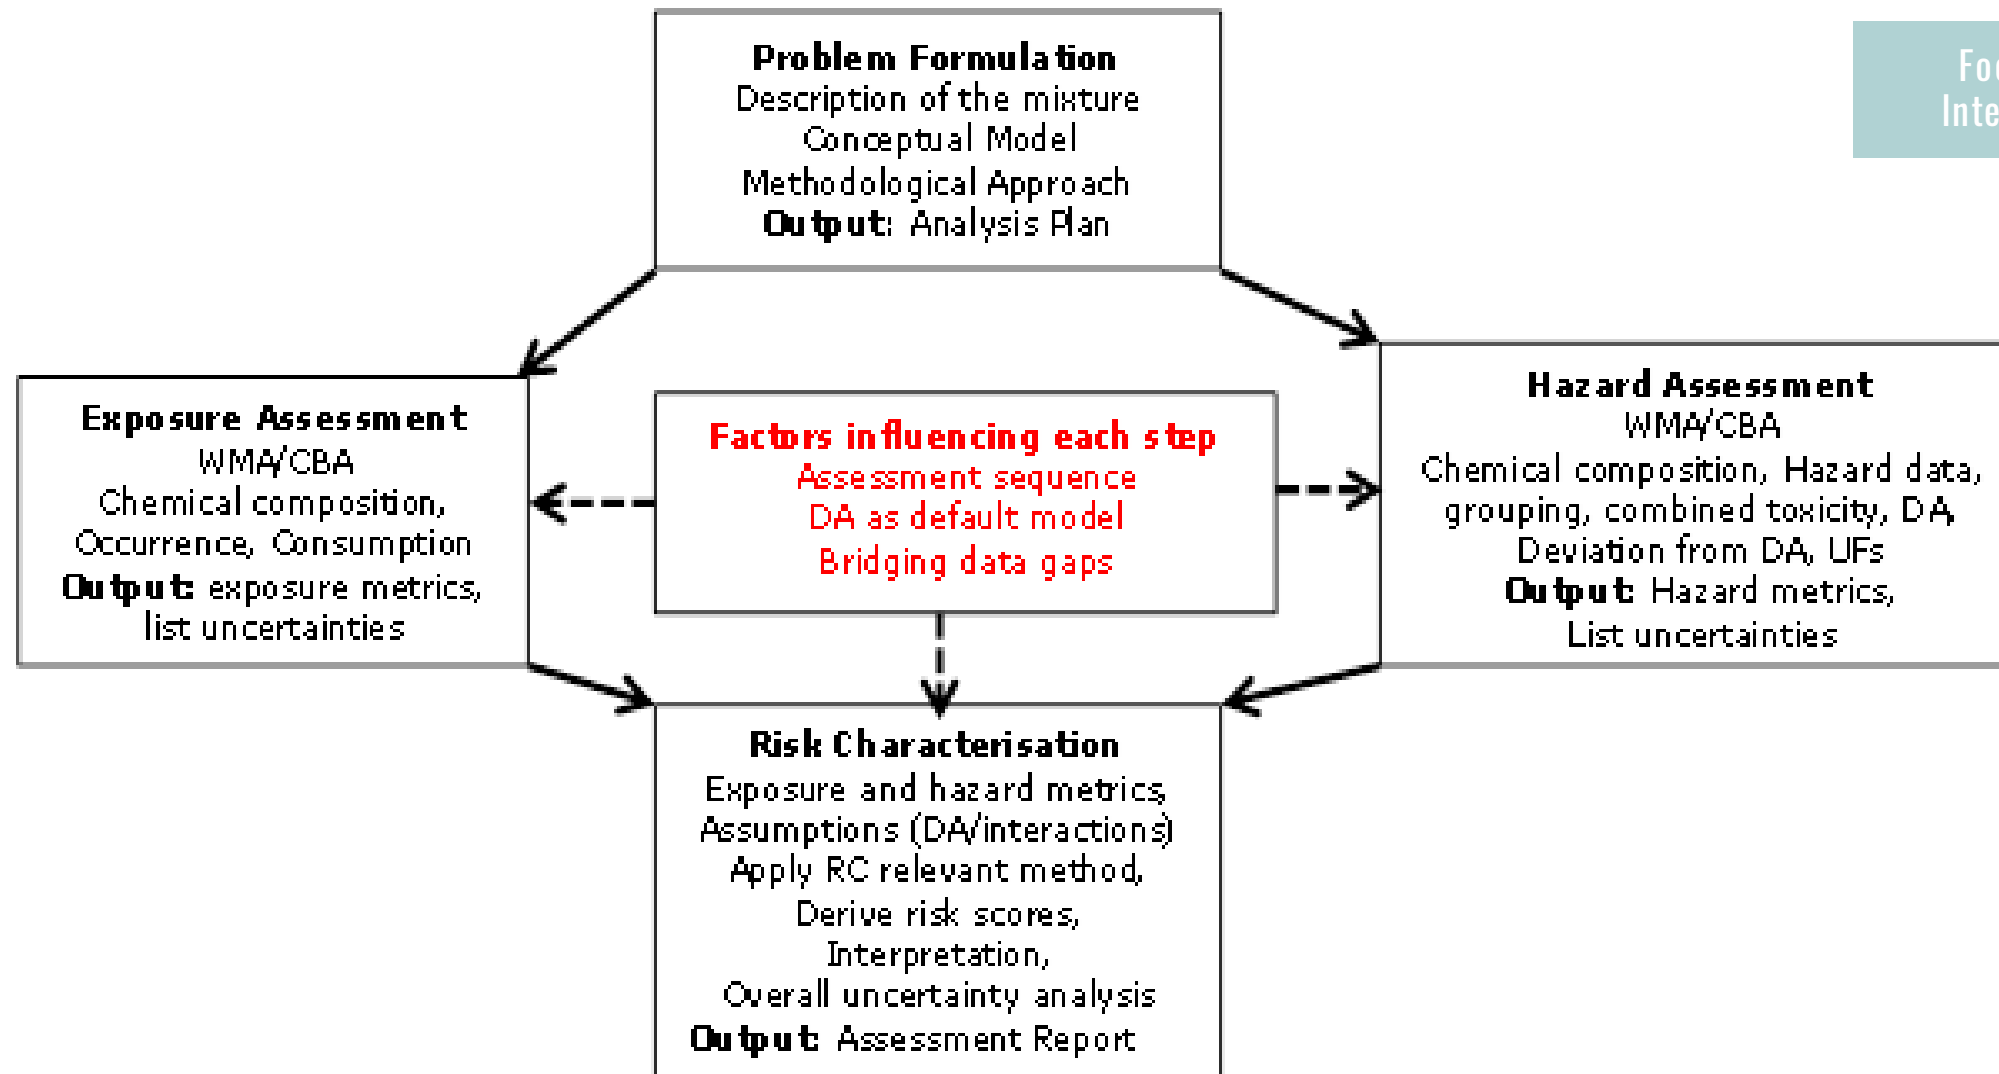 Problem Formulation
Description of the mixture
Conceptual Model
Methodological Approach
Output: Analysis Plan
Exposure Assessment
WMA/CBA
Chemical composition,
Occurrence, Consumption
Output: exposure metrics,
list uncertainties
Factors influencing each step
Assessment sequence
DA as default model
Bridging data gaps
Hazard Assessment
WMA/CBA
Chemical composition, Hazard data,
grouping, combined toxicity, DA,
Deviation from DA, UFs
Output: Hazard metrics,
List uncertainties
Risk Characterisation
Exposure and hazard metrics,
Assumptions (DA/interactions)
Apply RC relevant method,
Derive risk scores,
Interpretation,
Overall uncertainty analysis
Output: Assessment Report